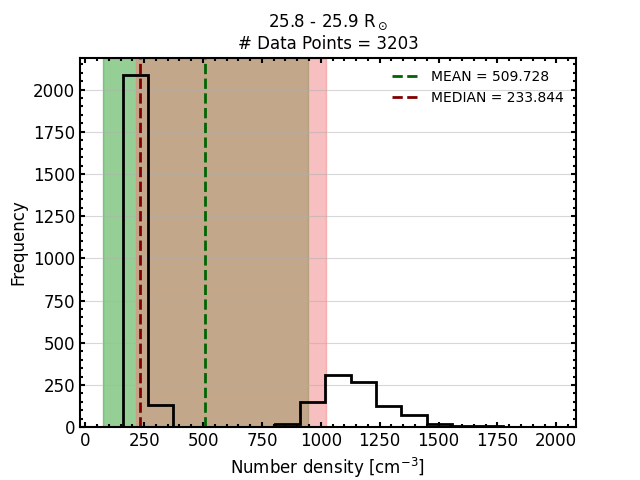 25.8 - 25.9 R⊙
# Data Points = 3203
MEAN = 509.728
MEDIAN = 233.844
Frequency
2000
1750
1500
1250
1000
750
500
250
0
0 250 500 750 1000 1250 1500 1750 2000
Number density [cm⁻³]